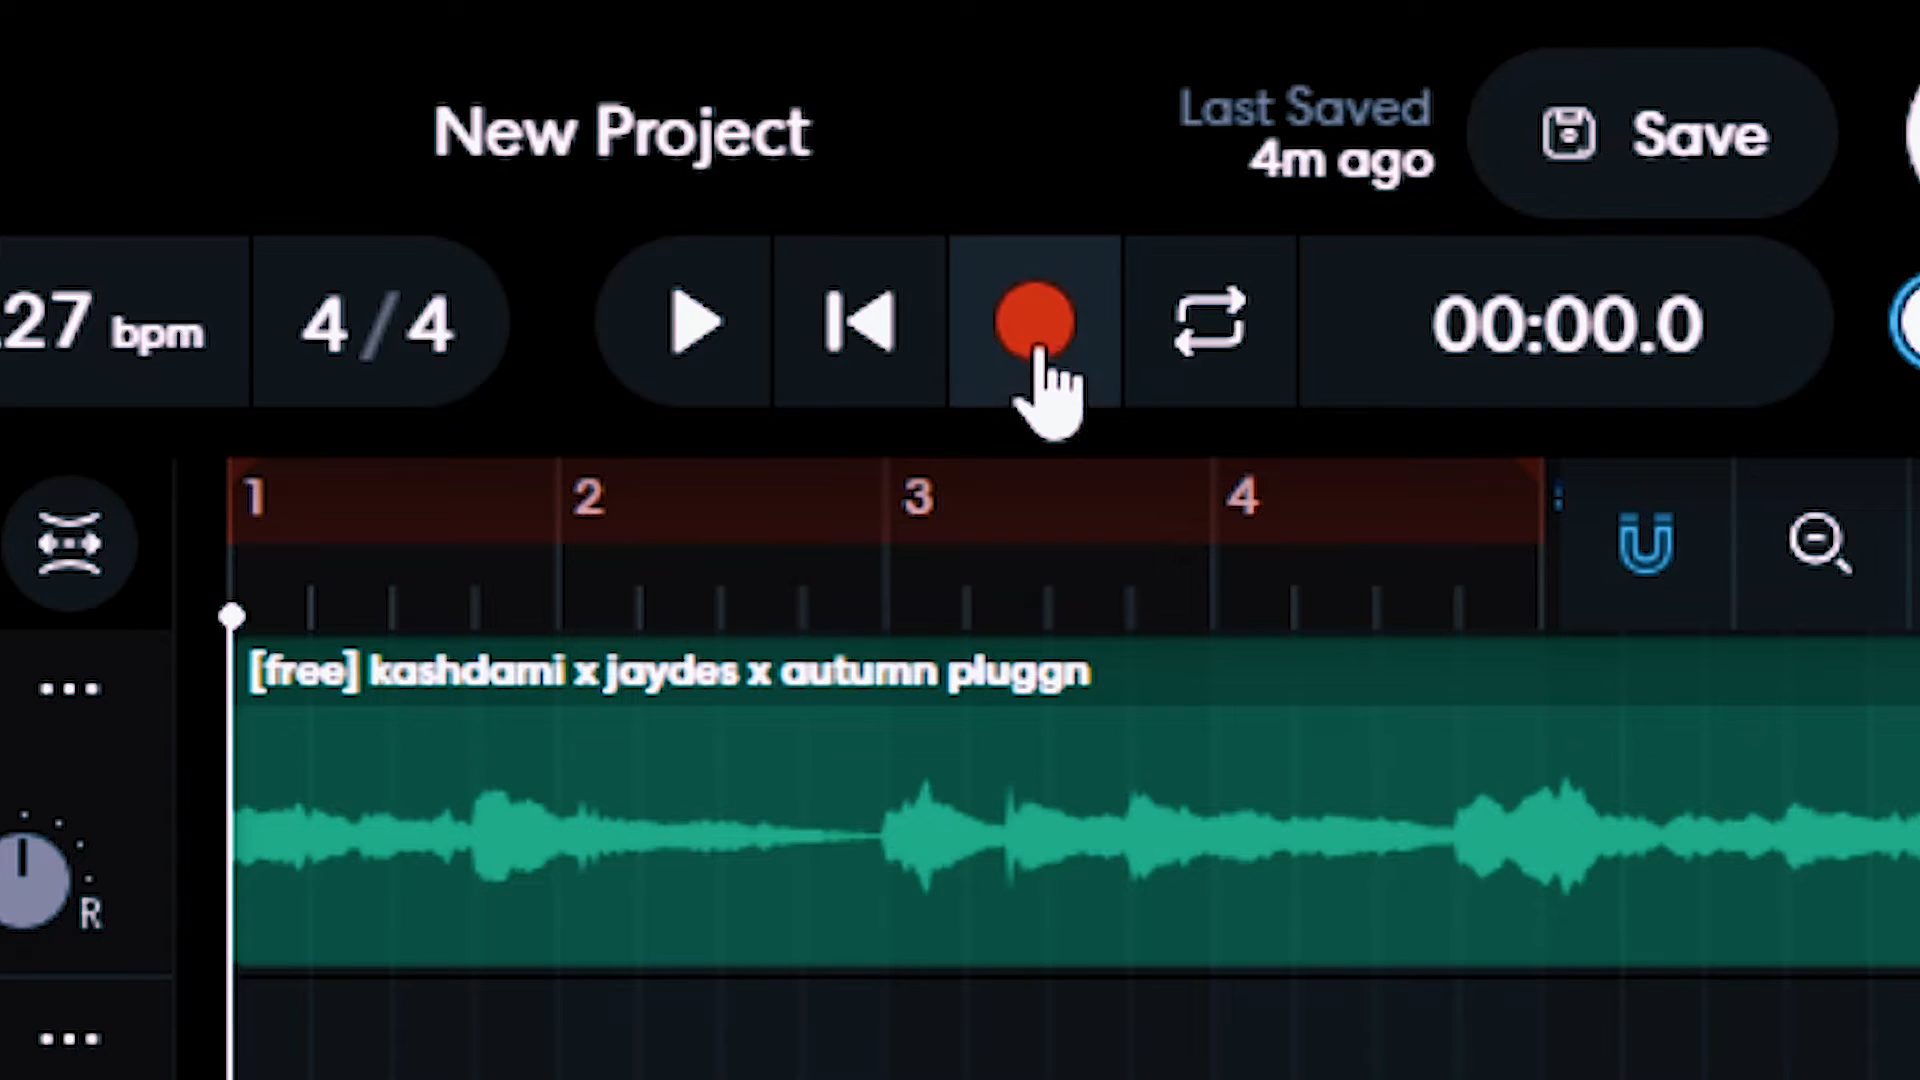 New Project
Last Saved
4m ago
Save
27 bpm
4/4
00:00.0
1 2 3 4
[free] kashdami x jaydes x autumn pluggn
R